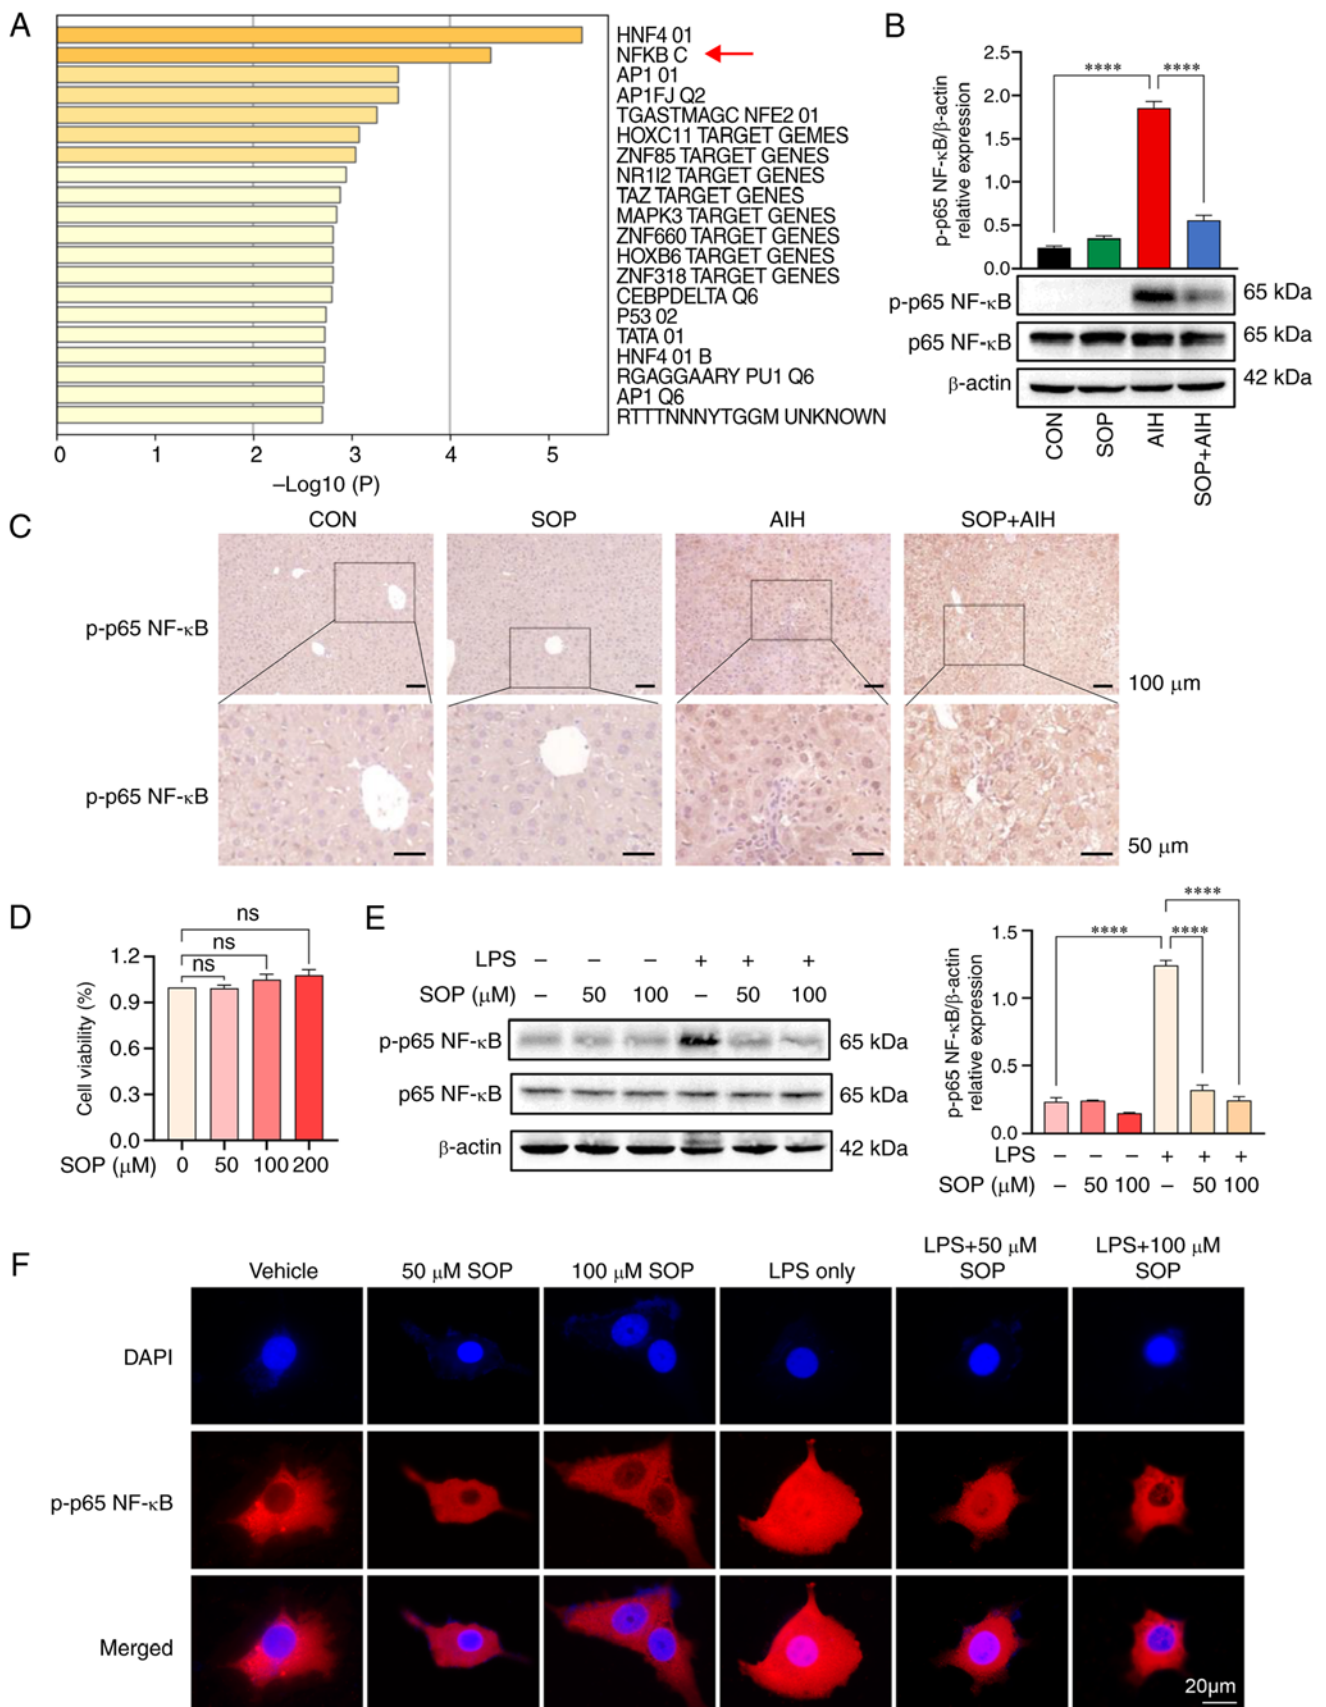 A
HNF4 01
NFKB C
AP1 01
AP1FJ Q2
TGASTMAGC NFE2 01
HOXC11 TARGET GEMES
ZNF85 TARGET GENES
NR1I2 TARGET GENES
TAZ TARGET GENES
MAPK3 TARGET GENES
ZNF660 TARGET GENES
HOXB6 TARGET GENES
ZNF318 TARGET GENES
CEBPDELTA Q6
P53 02
TATA 01
HNF4 01 B
RGAGGAARY PU1 Q6
AP1 Q6
RTTTNNNYTGGM UNKNOWN
0 1 2 3 4 5
–Log10 (P)
B
p-p65 NF-κB/β-actin
relative expression
2.5
2.0
1.5
1.0
0.5
0.0
**** ****
p-p65 NF-κB 65 kDa
p65 NF-κB 65 kDa
β-actin 42 kDa
CON SOP AIH SOP+AIH
C
CON SOP AIH SOP+AIH
p-p65 NF-κB 100 μm
p-p65 NF-κB 50 μm
D
Cell viability (%)
1.2
0.9
0.6
0.3
0.0
ns
ns
ns
SOP (μM) 0 50 100 200
E
LPS – – – + + +
SOP (μM) – 50 100 – 50 100
p-p65 NF-κB 65 kDa
p65 NF-κB 65 kDa
β-actin 42 kDa
p-p65 NF-κB/β-actin
relative expression
1.5
1.0
0.5
0.0
****
**** ****
LPS – – – + + +
SOP (μM) – 50 100 – 50 100
F
Vehicle 50 μM SOP 100 μM SOP LPS only LPS+50 μM SOP LPS+100 μM SOP
DAPI
p-p65 NF-κB
Merged
20μm